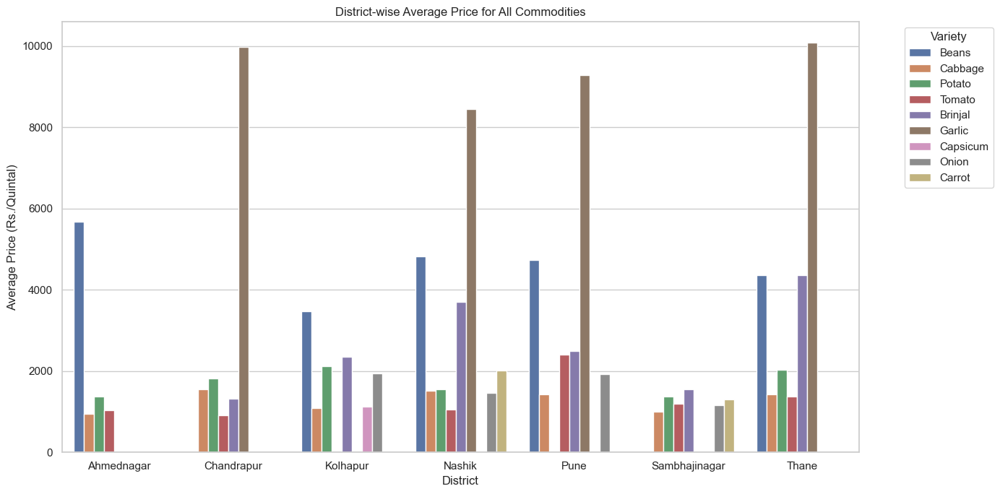 District-wise Average Price for All Commodities
Average Price (Rs./Quintal)
10000
8000
6000
4000
2000
0
Ahmednagar Chandrapur Kolhapur Nashik Pune Sambhajinagar Thane
District
Variety
Beans
Cabbage
Potato
Tomato
Brinjal
Garlic
Capsicum
Onion
Carrot